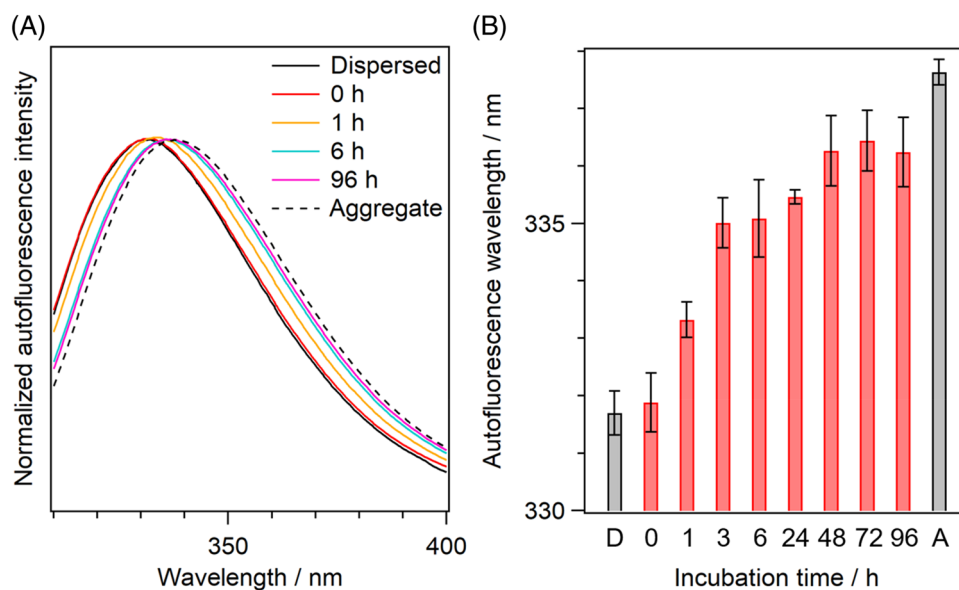 (A)
Normalized autofluorescence intensity
Dispersed
0 h
1 h
6 h
96 h
Aggregate
350
400
Wavelength / nm
(B)
Autofluorescence wavelength / nm
335
330
D 0 1 3 6 24 48 72 96 A
Incubation time / h